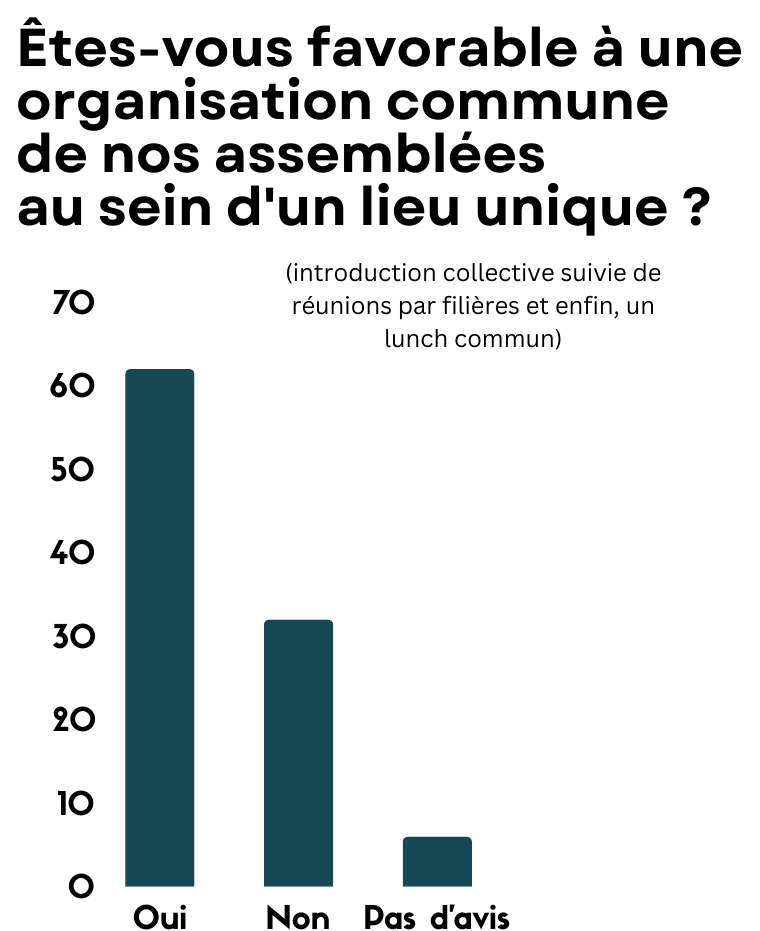 Êtes-vous favorable à une
organisation commune
de nos assemblées
au sein d'un lieu unique ?
(introduction collective suivie de
réunions par filières et enfin, un
lunch commun)
70
60
50
40
30
20
10
0
Oui Non Pas d'avis